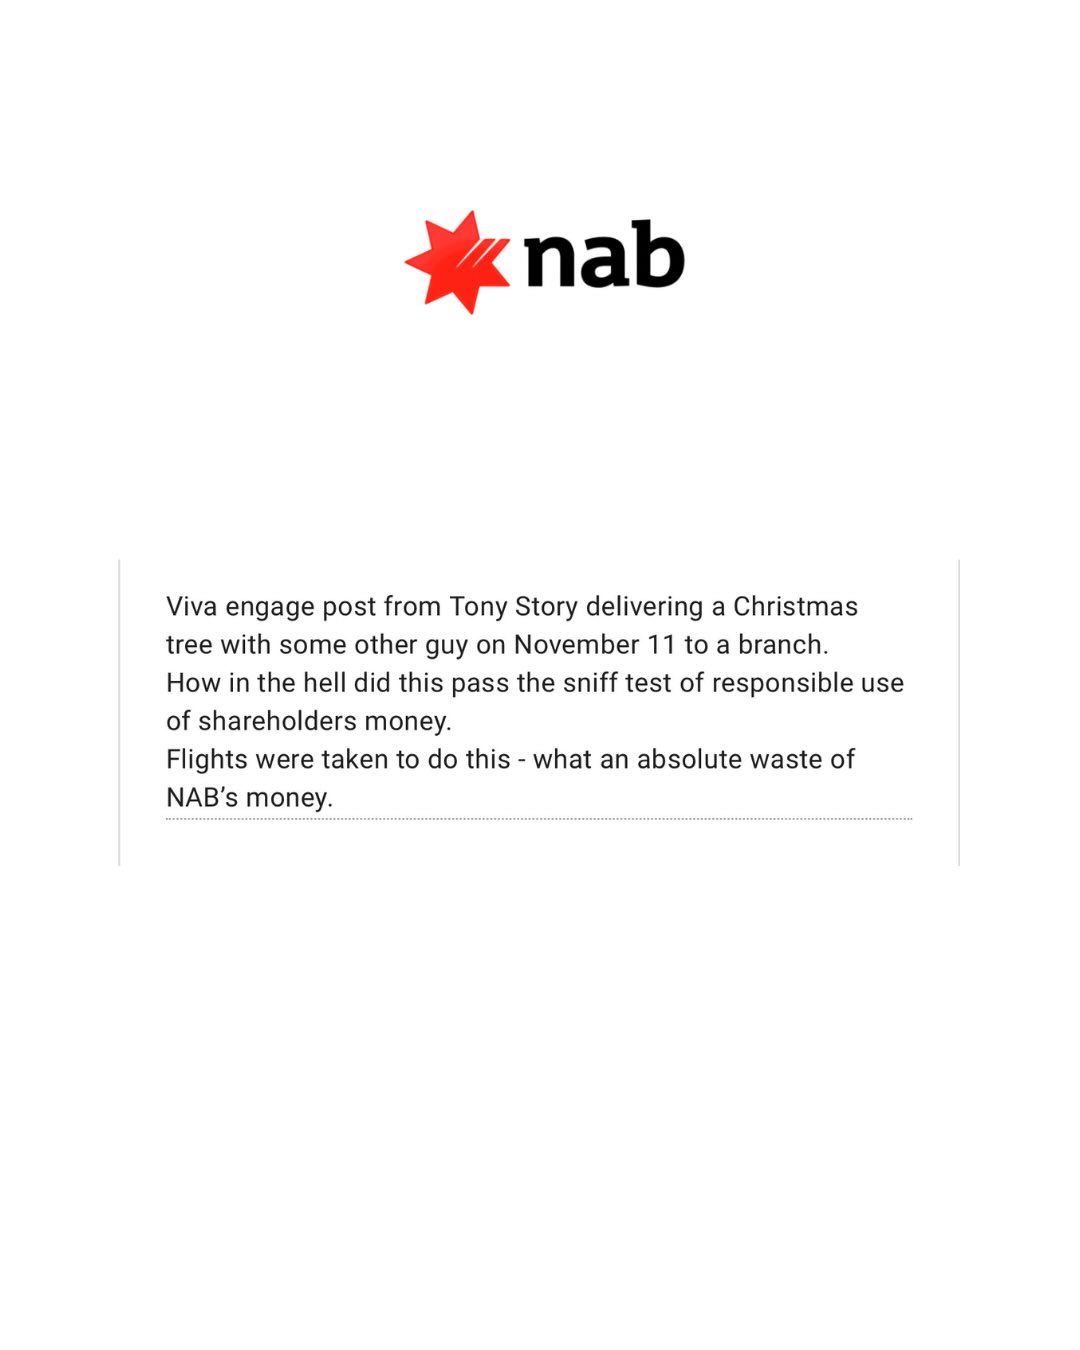 nab
Viva engage post from Tony Story delivering a Christmas
tree with some other guy on November 11 to a branch.
How in the hell did this pass the sniff test of responsible use
of shareholders money.
Flights were taken to do this - what an absolute waste of
NAB’s money.